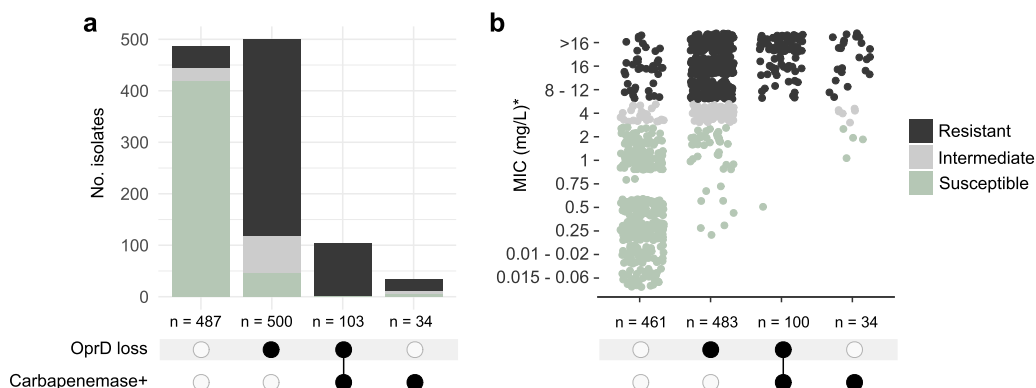 a
No. isolates
500
400
300
200
100
0
n = 487 n = 500 n = 103 n = 34
OprD loss
Carbapenemase+
b
MIC (mg/L)*
>16
16
8 - 12
4
2
1
0.75
0.5
0.25
0.01 - 0.02
0.015 - 0.06
n = 461 n = 483 n = 100 n = 34
Resistant
Intermediate
Susceptible